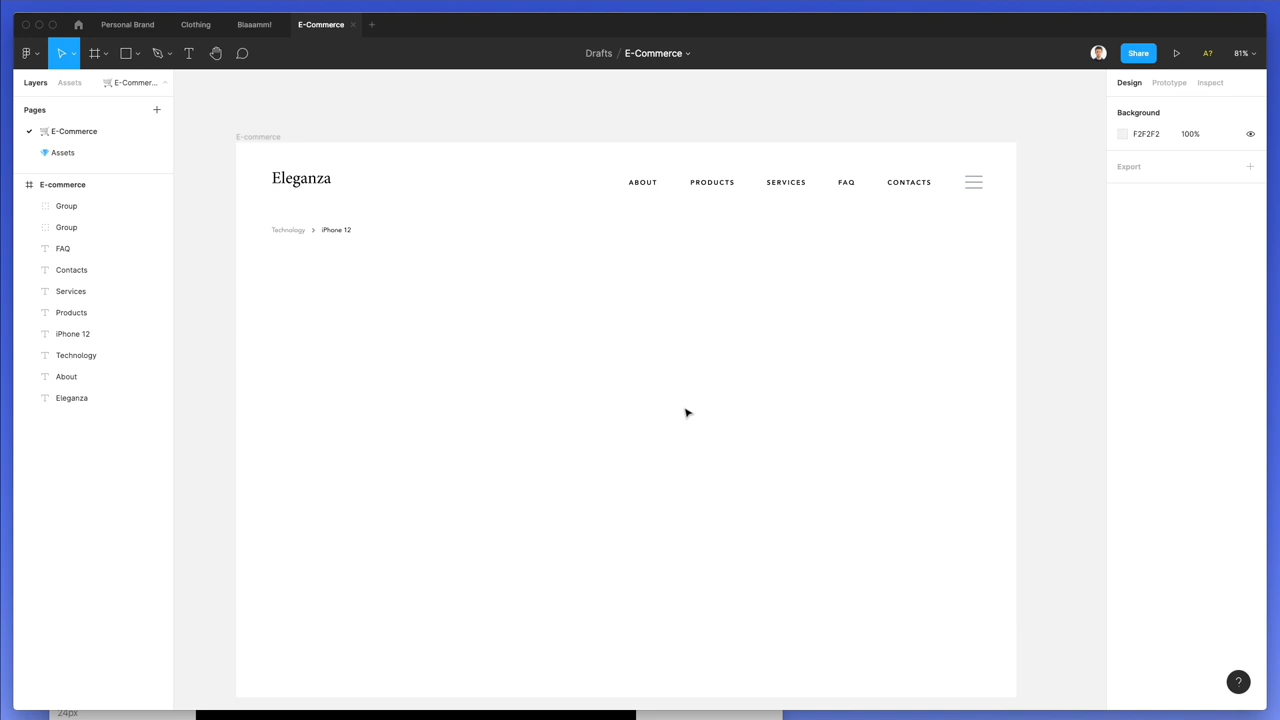 Personal Brand Clothing Blaaamm! E-Commerce
Drafts / E-Commerce Share A? 81%
Layers Assets 🛒 E-Commer... Design Prototype Inspect
Pages
Background
🛒 E-Commerce
F2F2F2 100%
💎 Assets
Export
E-commerce
E-commerce
Group
Group
FAQ
Contacts
Services
Products
iPhone 12
Technology
About
Eleganza
Eleganza ABOUT PRODUCTS SERVICES FAQ CONTACTS
Technology > iPhone 12
?
24px